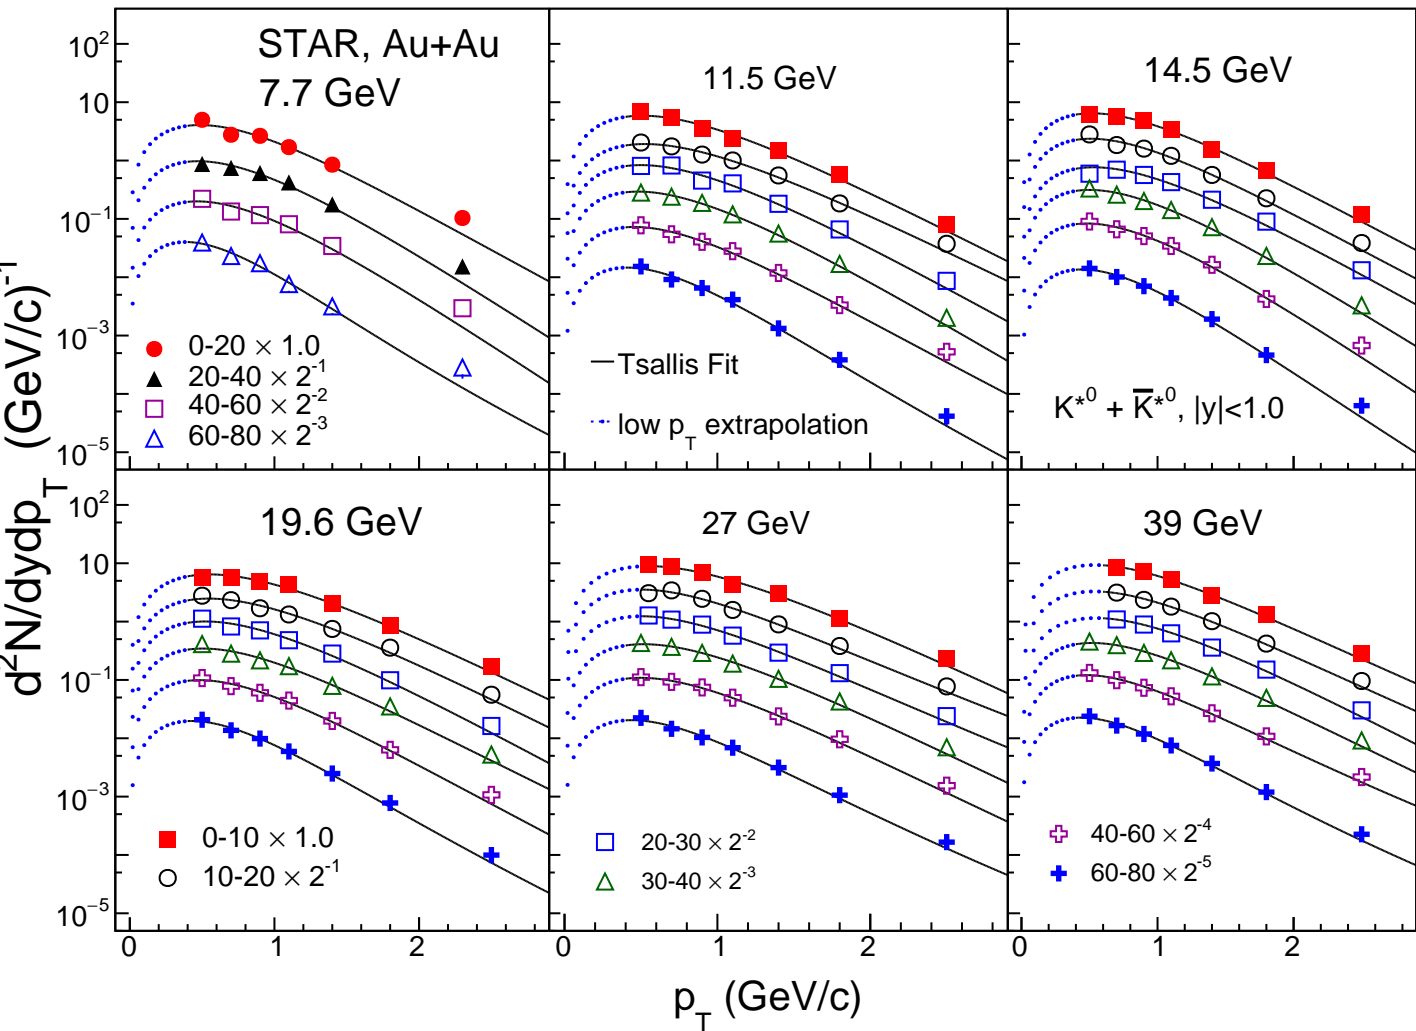 STAR, Au+Au
7.7 GeV
11.5 GeV
14.5 GeV
10^2
10
10^-1
10^-3
10^-5
0-20 × 1.0
20-40 × 2^-1
40-60 × 2^-2
60-80 × 2^-3
Tsallis Fit
low p_T extrapolation
K*^0 + K̅*^0, |y|<1.0
d^2N/dydp_T (GeV/c)^-1
19.6 GeV
27 GeV
39 GeV
10^2
10
10^-1
10^-3
10^-5
0-10 × 1.0
10-20 × 2^-1
20-30 × 2^-2
30-40 × 2^-3
40-60 × 2^-4
60-80 × 2^-5
0 1 2 0 1 2 0 1 2
p_T (GeV/c)